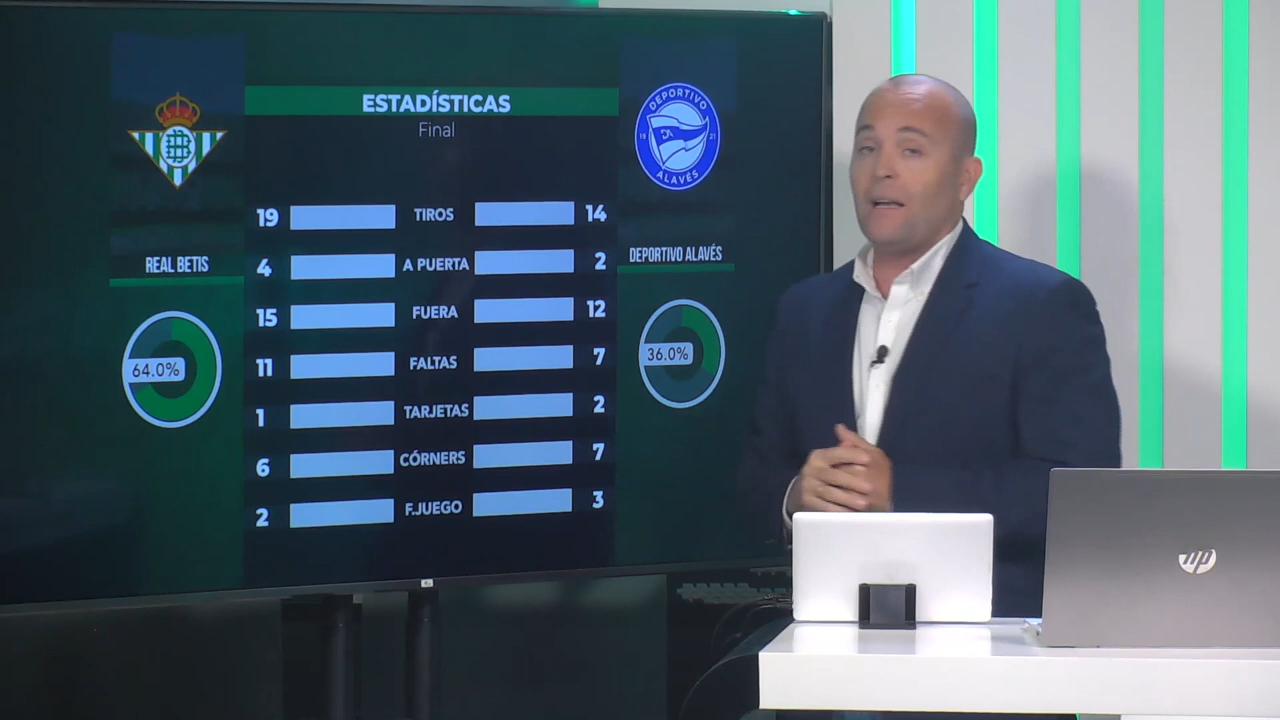 ESTADÍSTICAS
Final
REAL BETIS
64.0%
DEPORTIVO
19 21
ALAVÉS
DEPORTIVO ALAVÉS
36.0%
19 TIROS 14
4 A PUERTA 2
15 FUERA 12
11 FALTAS 7
1 TARJETAS 2
6 CÓRNERS 7
2 F.JUEGO 3
hp